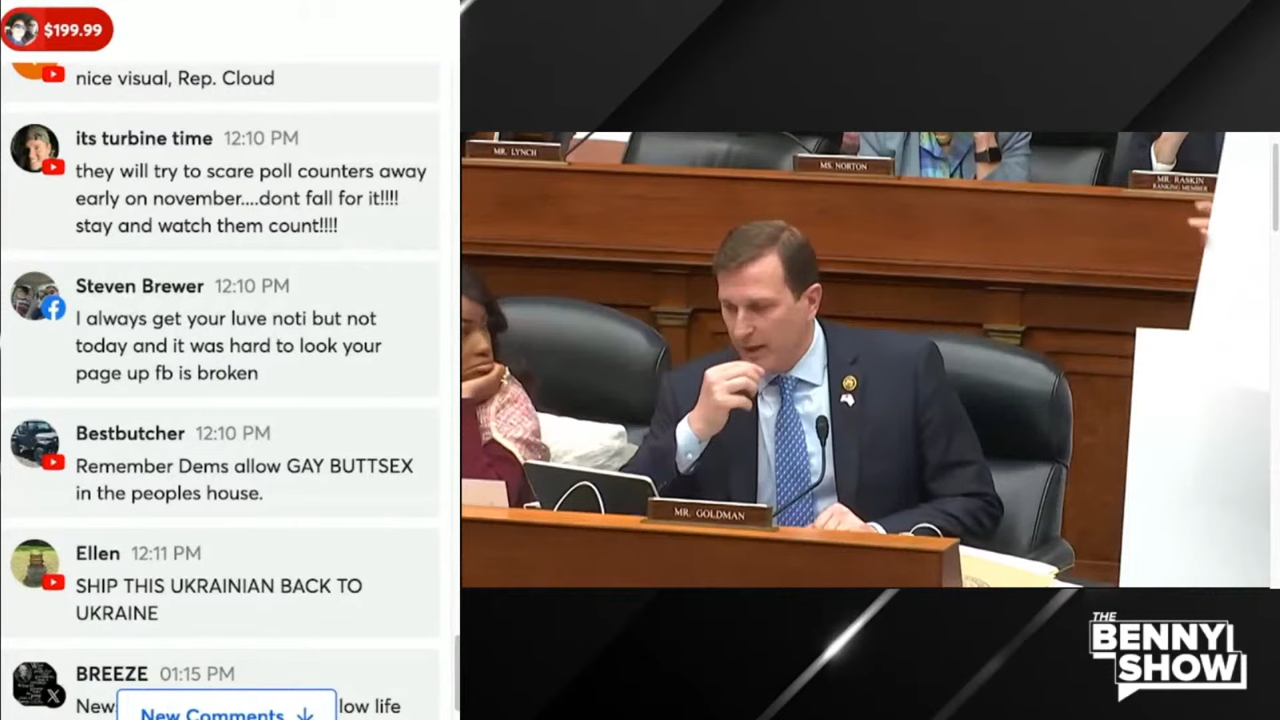 $199.99
nice visual, Rep. Cloud
its turbine time 12:10 PM
they will try to scare poll counters away
early on november....dont fall for it!!!!
stay and watch them count!!!!
Steven Brewer 12:10 PM
I always get your luve noti but not
today and it was hard to look your
page up fb is broken
Bestbutcher 12:10 PM
Remember Dems allow GAY BUTTSEX
in the peoples house.
Ellen 12:11 PM
SHIP THIS UKRAINIAN BACK TO
UKRAINE
BREEZE 01:15 PM
New low life
New Comments ↓
MR. LYNCH
MS. NORTON
MR. RASKIN
RANKING MEMBER
MR. GOLDMAN
THE
BENNY
SHOW